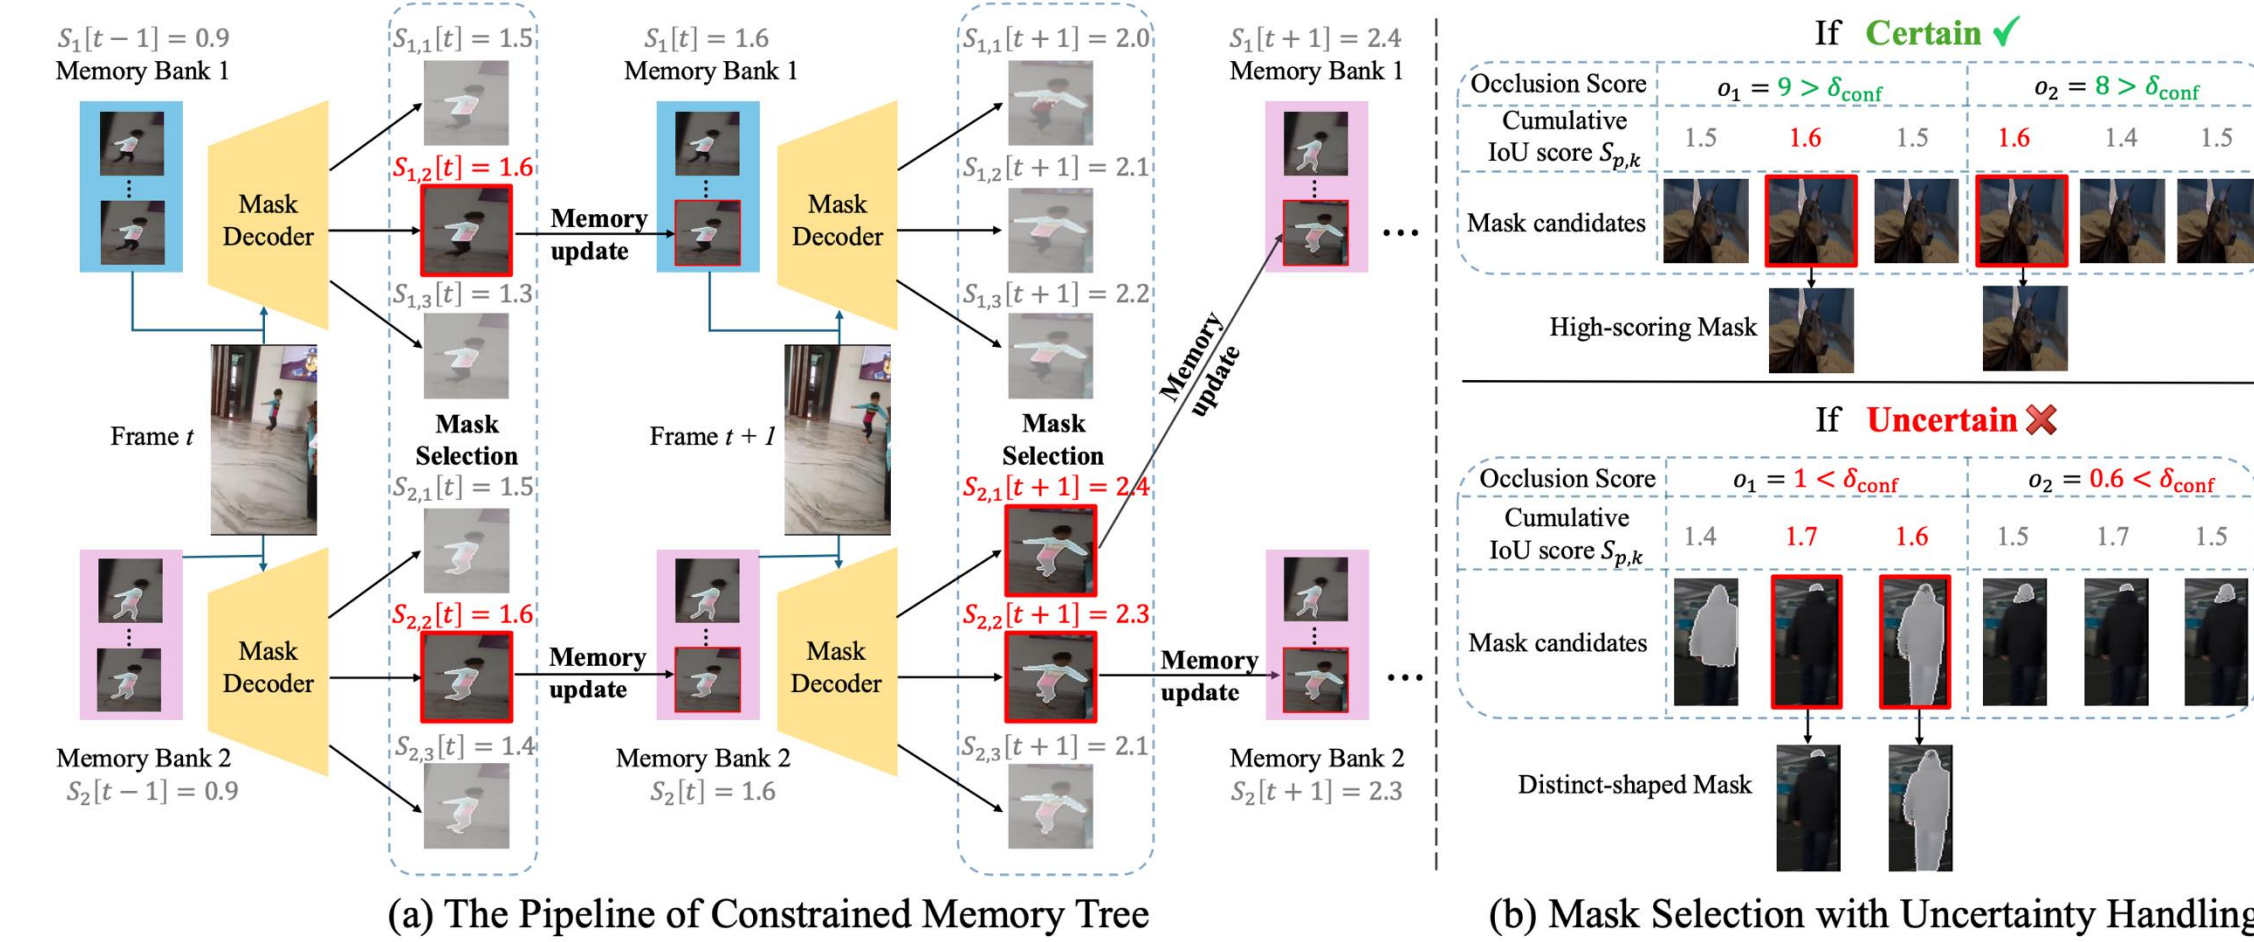 S₁[t − 1] = 0.9
Memory Bank 1
Mask
Decoder
S₁,₁[t] = 1.5
S₁,₂[t] = 1.6
S₁,₃[t] = 1.3
Memory
update
Frame t
Mask
Selection
Mask
Decoder
S₂,₁[t] = 1.5
S₂,₂[t] = 1.6
S₂,₃[t] = 1.4
Memory
update
Memory Bank 2
S₂[t − 1] = 0.9
S₁[t] = 1.6
Memory Bank 1
Mask
Decoder
S₁,₁[t + 1] = 2.0
S₁,₂[t + 1] = 2.1
S₁,₃[t + 1] = 2.2
Frame t + 1
Mask
Selection
Mask
Decoder
S₂,₁[t + 1] = 2.4
S₂,₂[t + 1] = 2.3
S₂,₃[t + 1] = 2.1
Memory Bank 2
S₂[t] = 1.6
Memory
update
Memory
update
S₁[t + 1] = 2.4
Memory Bank 1
...
...
Memory Bank 2
S₂[t + 1] = 2.3
(a) The Pipeline of Constrained Memory Tree
If Certain ✓
Occlusion Score o₁ = 9 > δconf o₂ = 8 > δconf
Cumulative
IoU score Sp,k 1.5 1.6 1.5 1.6 1.4 1.5
Mask candidates
High-scoring Mask
If Uncertain ❌
Occlusion Score o₁ = 1 < δconf o₂ = 0.6 < δconf
Cumulative
IoU score Sp,k 1.4 1.7 1.6 1.5 1.7 1.5
Mask candidates
Distinct-shaped Mask
(b) Mask Selection with Uncertainty Handling